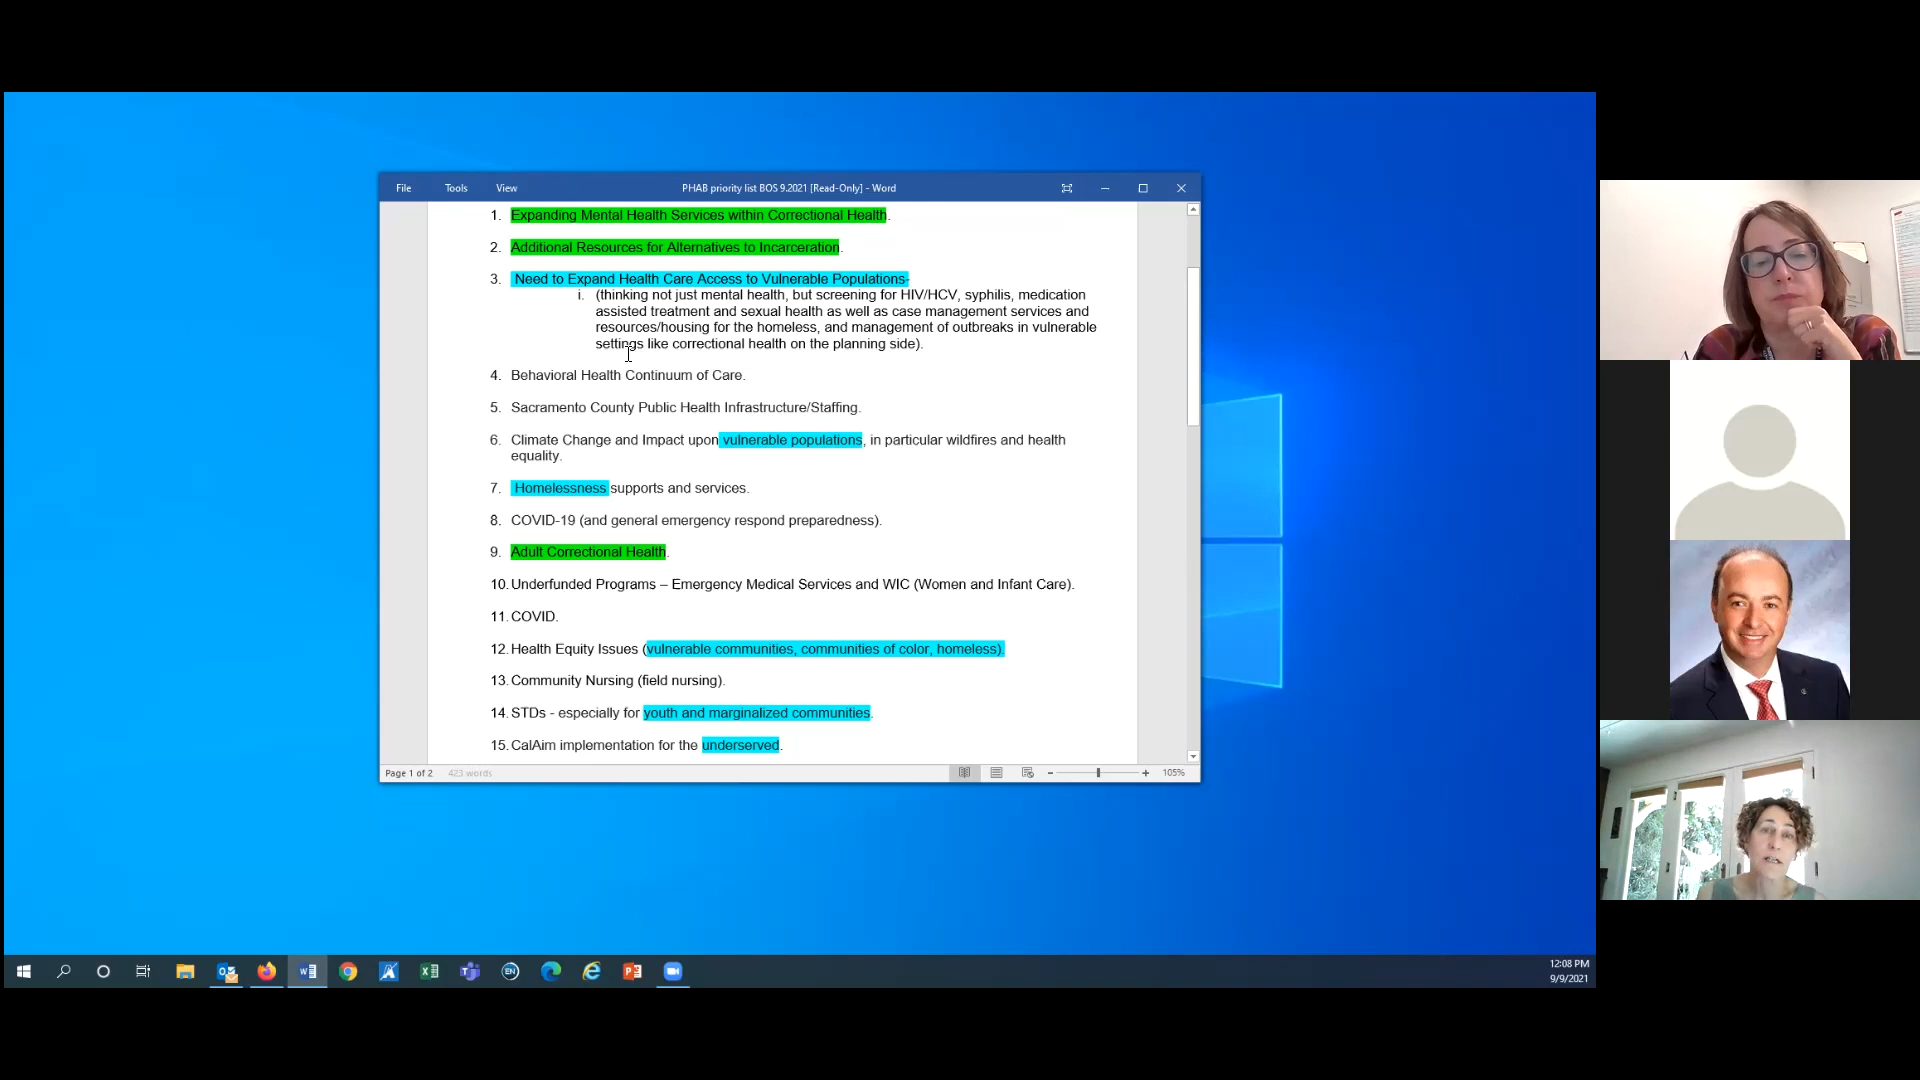 File Tools View PHAB priority list BOS 9.2021 [Read-Only] - Word
1. Expanding Mental Health Services within Correctional Health.
2. Additional Resources for Alternatives to Incarceration.
3. Need to Expand Health Care Access to Vulnerable Populations-
i. (thinking not just mental health, but screening for HIV/HCV, syphilis, medication
assisted treatment and sexual health as well as case management services and
resources/housing for the homeless, and management of outbreaks in vulnerable
settings like correctional health on the planning side).
4. Behavioral Health Continuum of Care.
5. Sacramento County Public Health Infrastructure/Staffing.
6. Climate Change and Impact upon vulnerable populations, in particular wildfires and health
equality.
7. Homelessness supports and services.
8. COVID-19 (and general emergency respond preparedness).
9. Adult Correctional Health.
10. Underfunded Programs – Emergency Medical Services and WIC (Women and Infant Care).
11. COVID.
12. Health Equity Issues (vulnerable communities, communities of color, homeless).
13. Community Nursing (field nursing).
14. STDs - especially for youth and marginalized communities.
15. CalAim implementation for the underserved.
Page 1 of 2 423 words 105%
EN
12:08 PM
9/9/2021